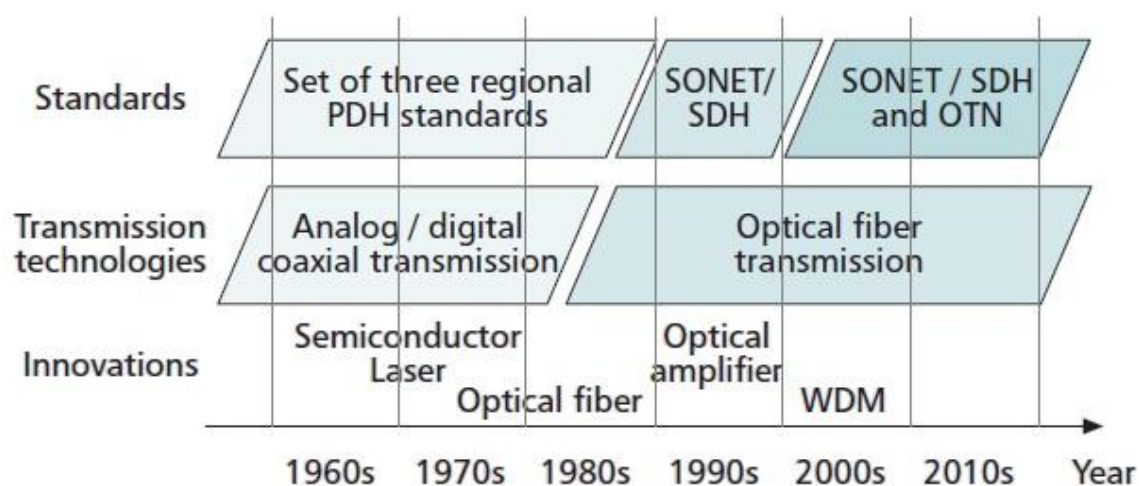 Standards
Set of three regional
PDH standards
SONET/
SDH
SONET / SDH
and OTN
Transmission
technologies
Analog / digital
coaxial transmission
Optical fiber
transmission
Innovations
Semiconductor
Laser
Optical fiber
Optical
amplifier
WDM
1960s 1970s 1980s 1990s 2000s 2010s Year